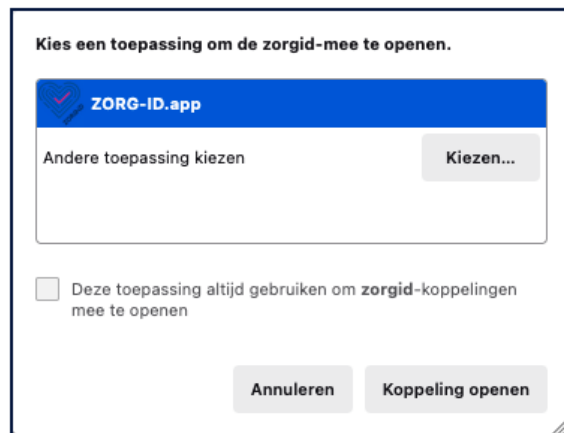 Kies een toepassing om de zorgid-mee te openen.
ZORG-ID.app
Andere toepassing kiezen
Kiezen...
Deze toepassing altijd gebruiken om zorgid-koppelingen
mee te openen
Annuleren
Koppeling openen